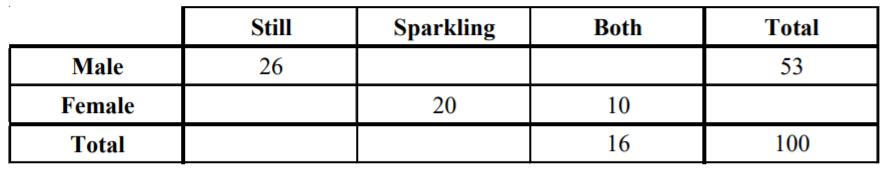 Still Sparkling Both Total
Male 26 53
Female 20 10
Total 16 100